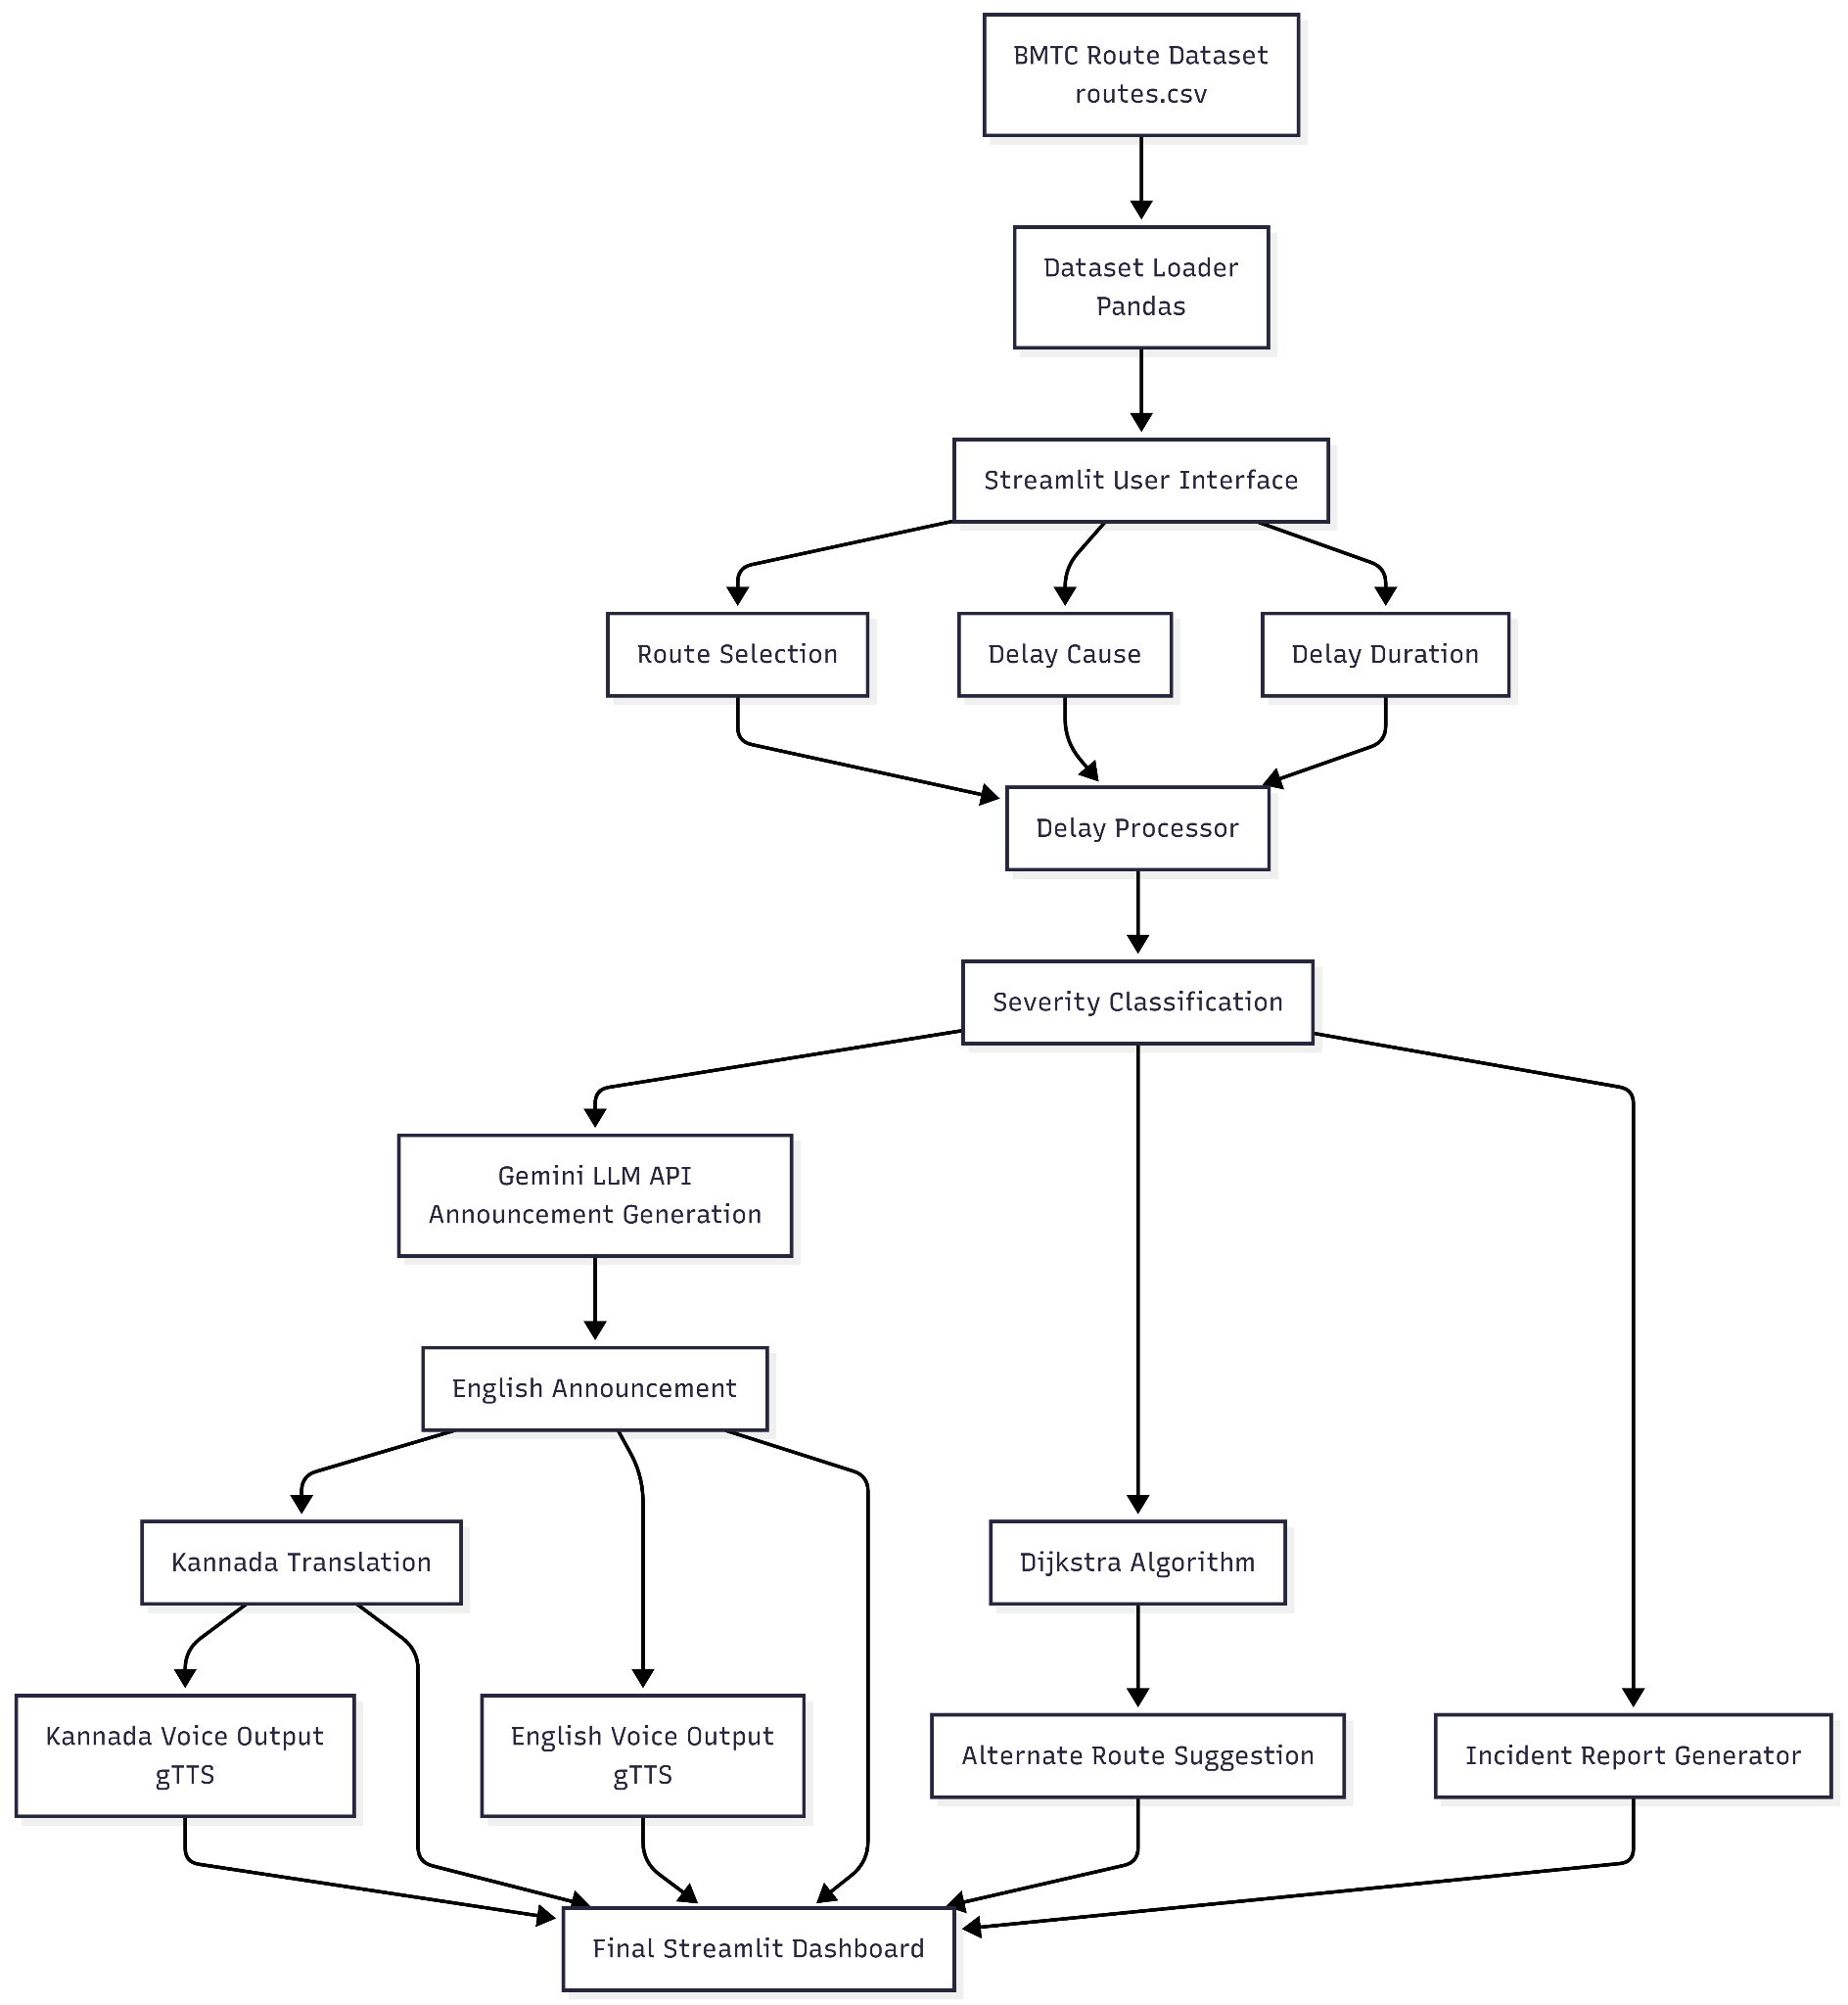 BMTC Route Dataset
routes.csv
Dataset Loader
Pandas
Streamlit User Interface
Route Selection
Delay Cause
Delay Duration
Delay Processor
Severity Classification
Gemini LLM API
Announcement Generation
English Announcement
Kannada Translation
Dijkstra Algorithm
Kannada Voice Output
gTTS
English Voice Output
gTTS
Alternate Route Suggestion
Incident Report Generator
Final Streamlit Dashboard